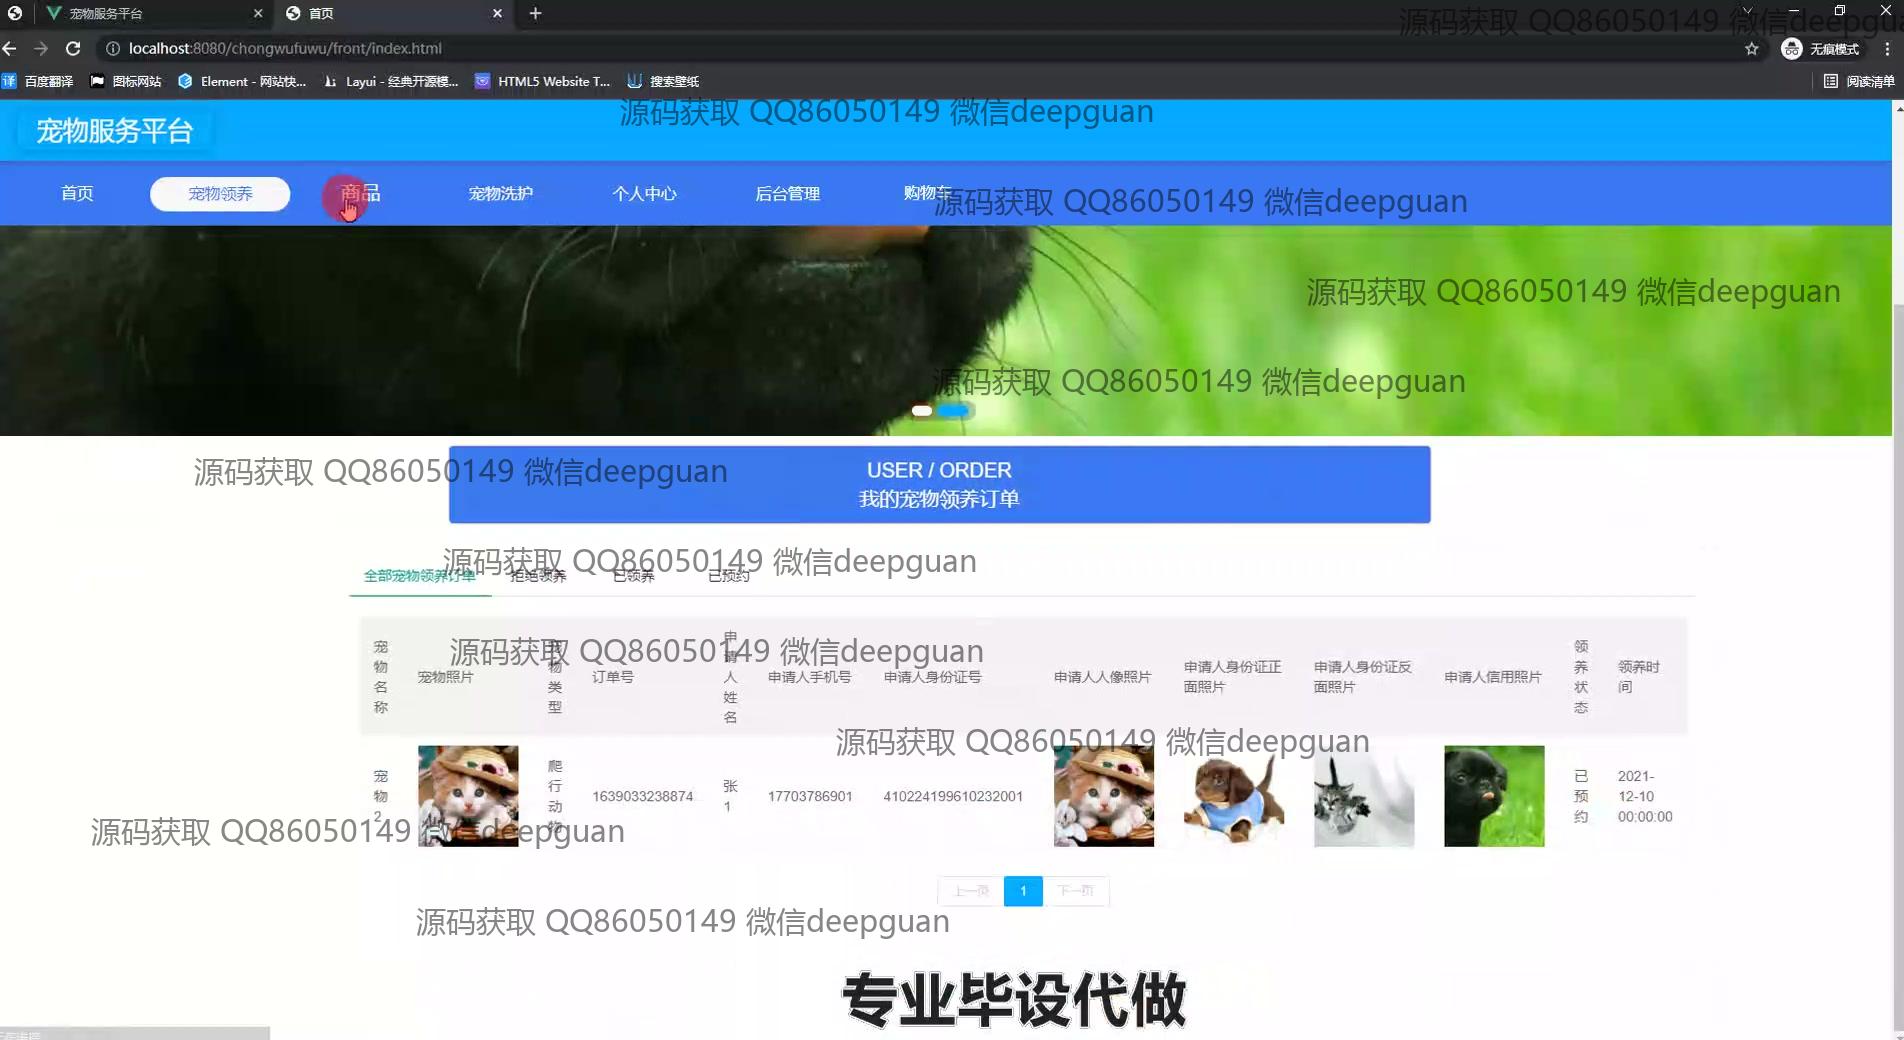 宠物服务平台
首页
localhost:8080/chongwufuwu/front/index.html
无痕模式
百度翻译
图标网站
Element - 网站快...
Layui - 经典开源模...
HTML5 Website T...
搜索壁纸
阅读清单
源码获取 QQ86050149 微信deepgua
源码获取 QQ86050149 微信deepguan
宠物服务平台
首页
宠物领养
商品
宠物洗护
个人中心
后台管理
购物车
源码获取 QQ86050149 微信deepguan
源码获取 QQ86050149 微信deepguan
源码获取 QQ86050149 微信deepguan
源码获取 QQ86050149 微信deepguan
USER / ORDER
我的宠物领养订单
源码获取 QQ86050149 微信deepguan
全部宠物领养订单
拒绝领养
已领养
已预约
源码获取 QQ86050149 微信deepguan
宠物名称
宠物照片
宠物类型
订单号
申请人姓名
申请人手机号
申请人身份证号
申请人人像照片
申请人身份证正
面照片
申请人身份证反
面照片
申请人信用照片
领养状态
领养时
间
源码获取 QQ86050149 微信deepguan
宠物2
爬行动物
1639033238874
张1
17703786901
410224199610232001
已预约
2021-
12-10
00:00:00
源码获取 QQ86050149 微信deepguan
上一页
1
下一页
源码获取 QQ86050149 微信deepguan
专业毕设代做